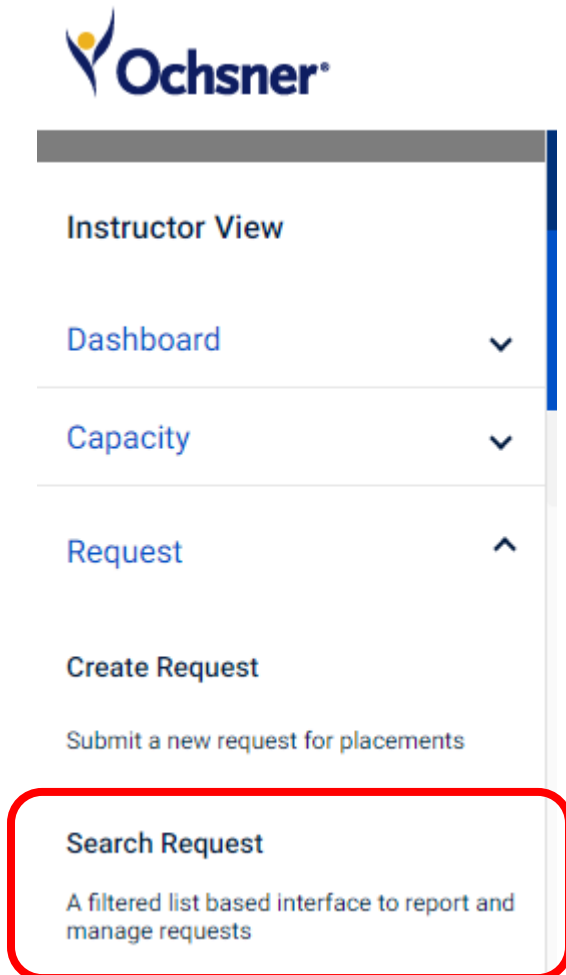 Ochsner®
Instructor View
Dashboard
Capacity
Request
Create Request
Submit a new request for placements
Search Request
A filtered list based interface to report and
manage requests